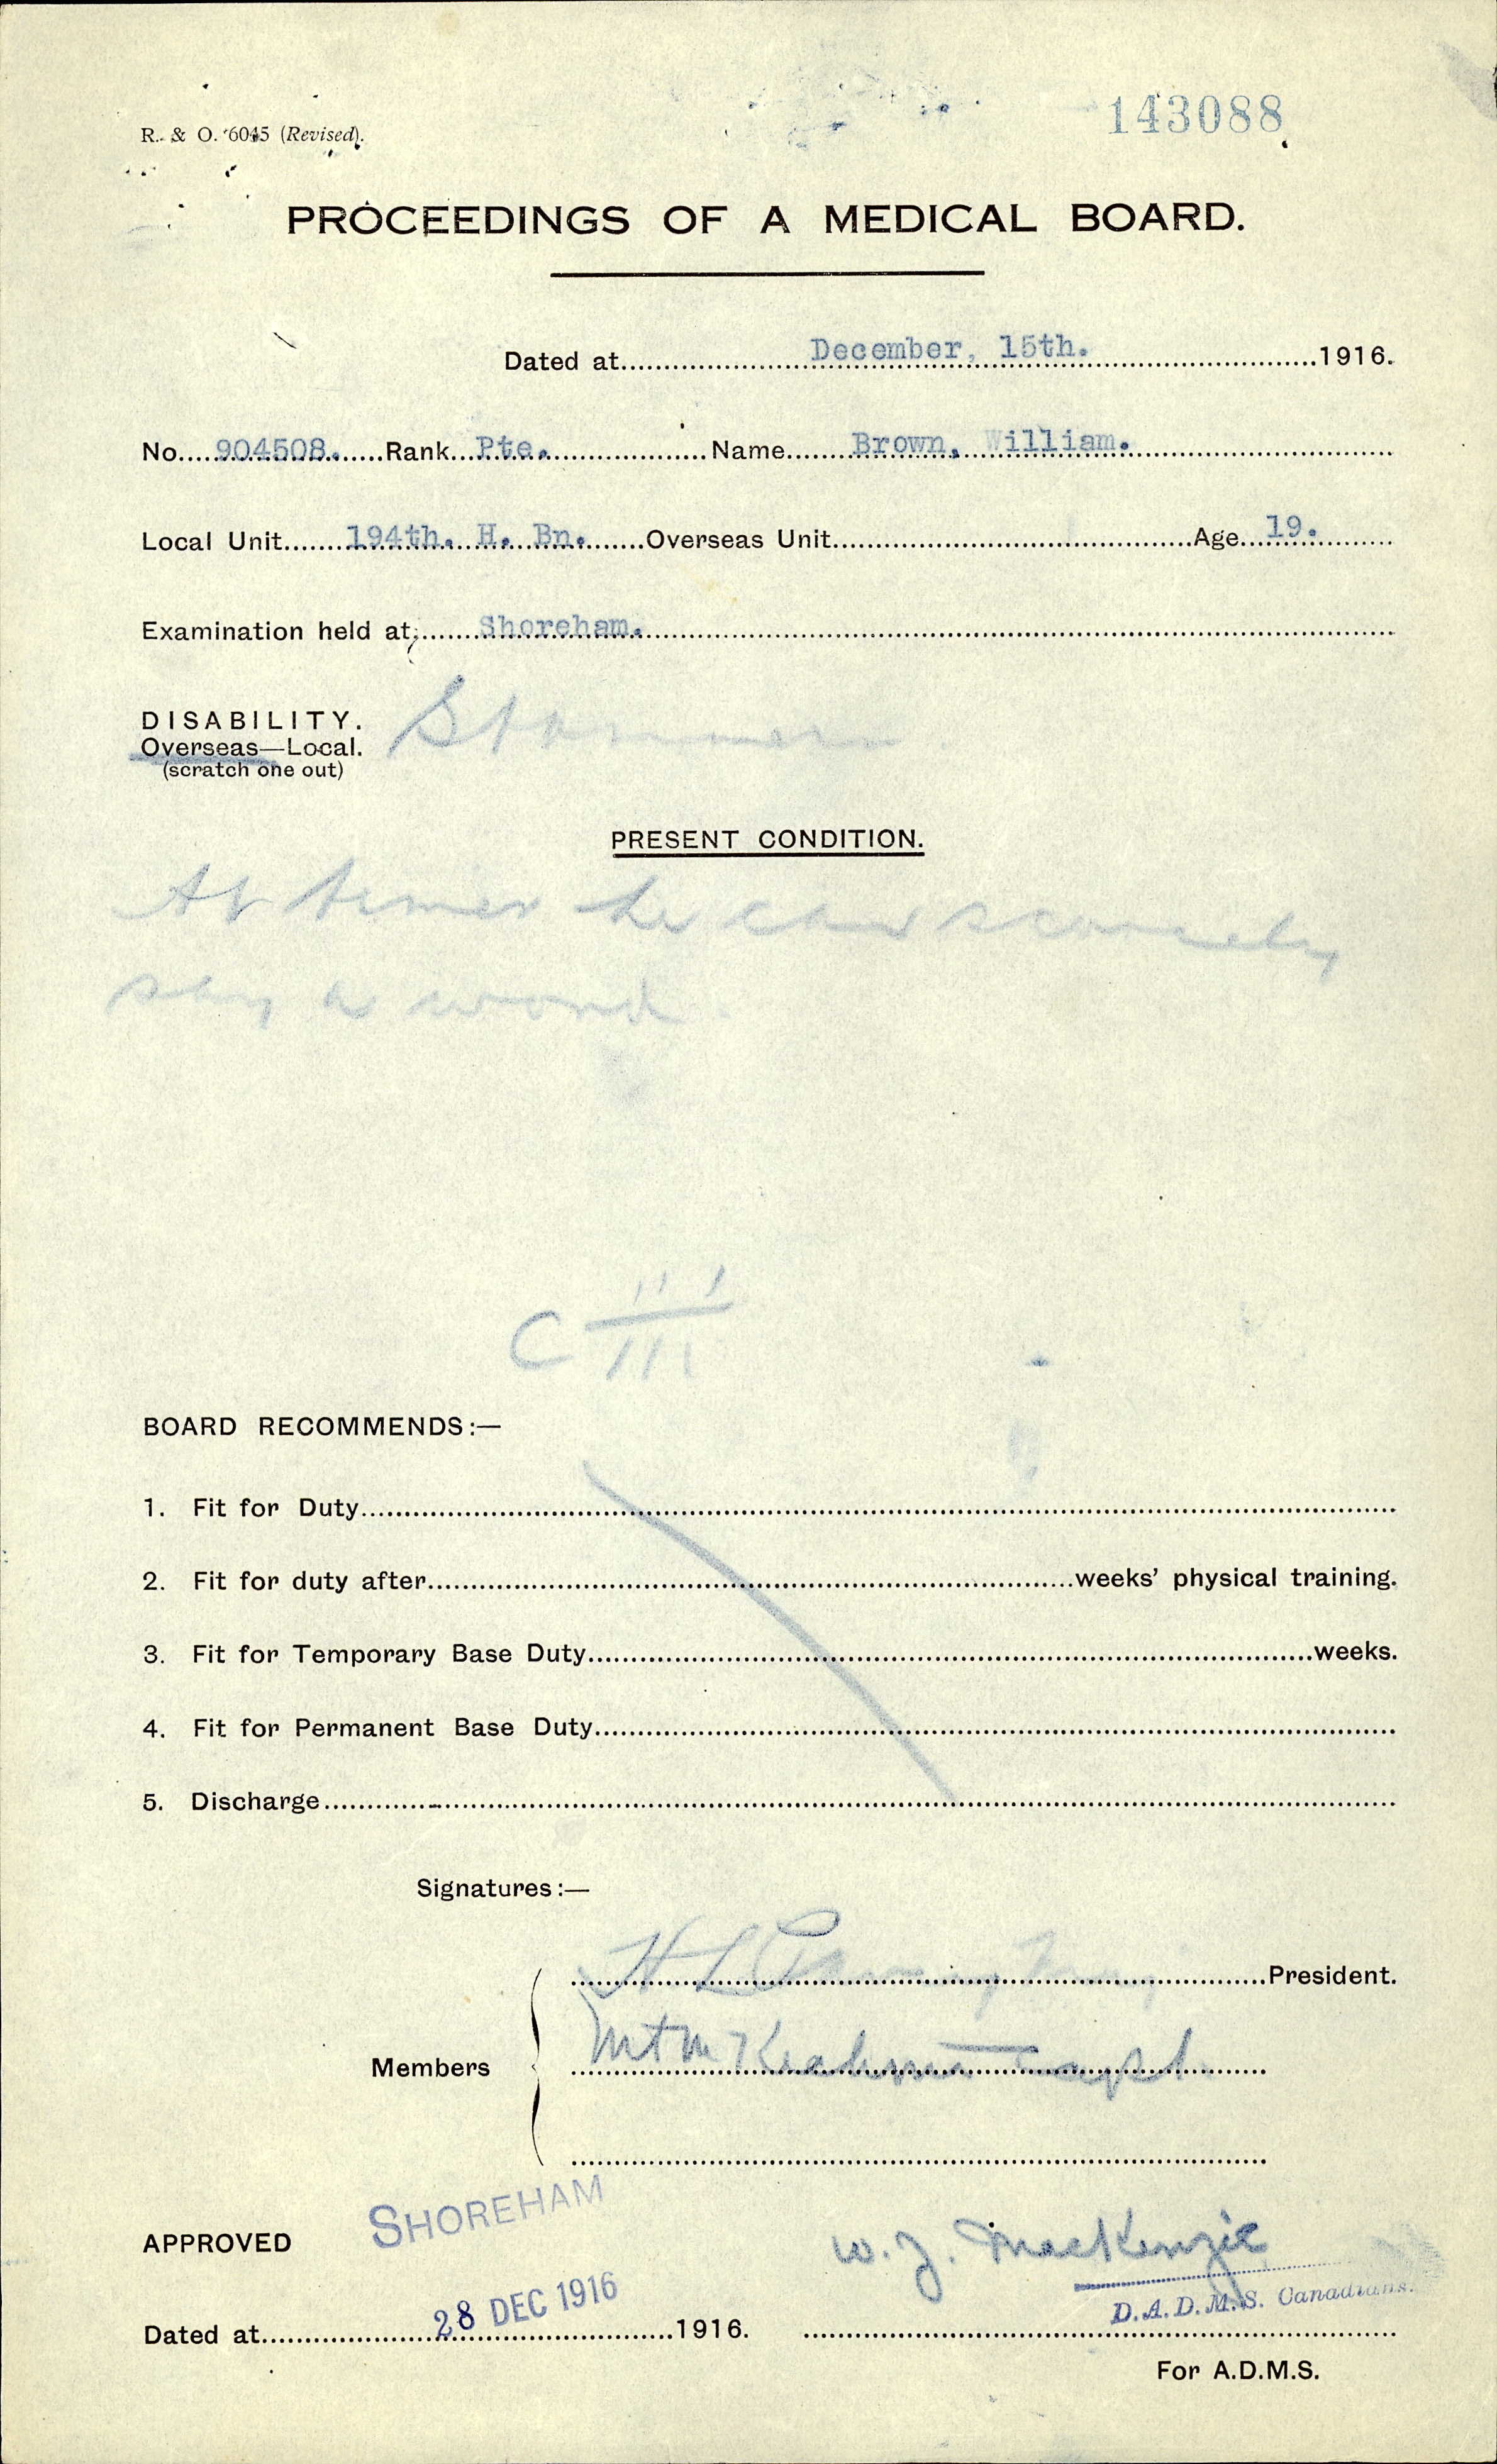 R. & O. 6045 (Revised).
143088
PROCEEDINGS OF A MEDICAL BOARD.
Dated at December, 15th. 1916.
No. 904508. Rank Pte. Name Brown, William.
Local Unit 194th. H. Bn. Overseas Unit Age 19.
Examination held at Shoreham.
DISABILITY. Stammers
Overseas—Local.
(scratch one out)
PRESENT CONDITION.
At times he can scarcely
say a word.
C III/III
BOARD RECOMMENDS:—
1. Fit for Duty
2. Fit for duty after weeks' physical training.
3. Fit for Temporary Base Duty weeks.
4. Fit for Permanent Base Duty
5. Discharge
Signatures:—
H L President.
Members Capt.
SHOREHAM
APPROVED W. J. MacKenzie
D.A.D.M.S. Canadians.
Dated at 28 DEC 1916 1916.
For A.D.M.S.